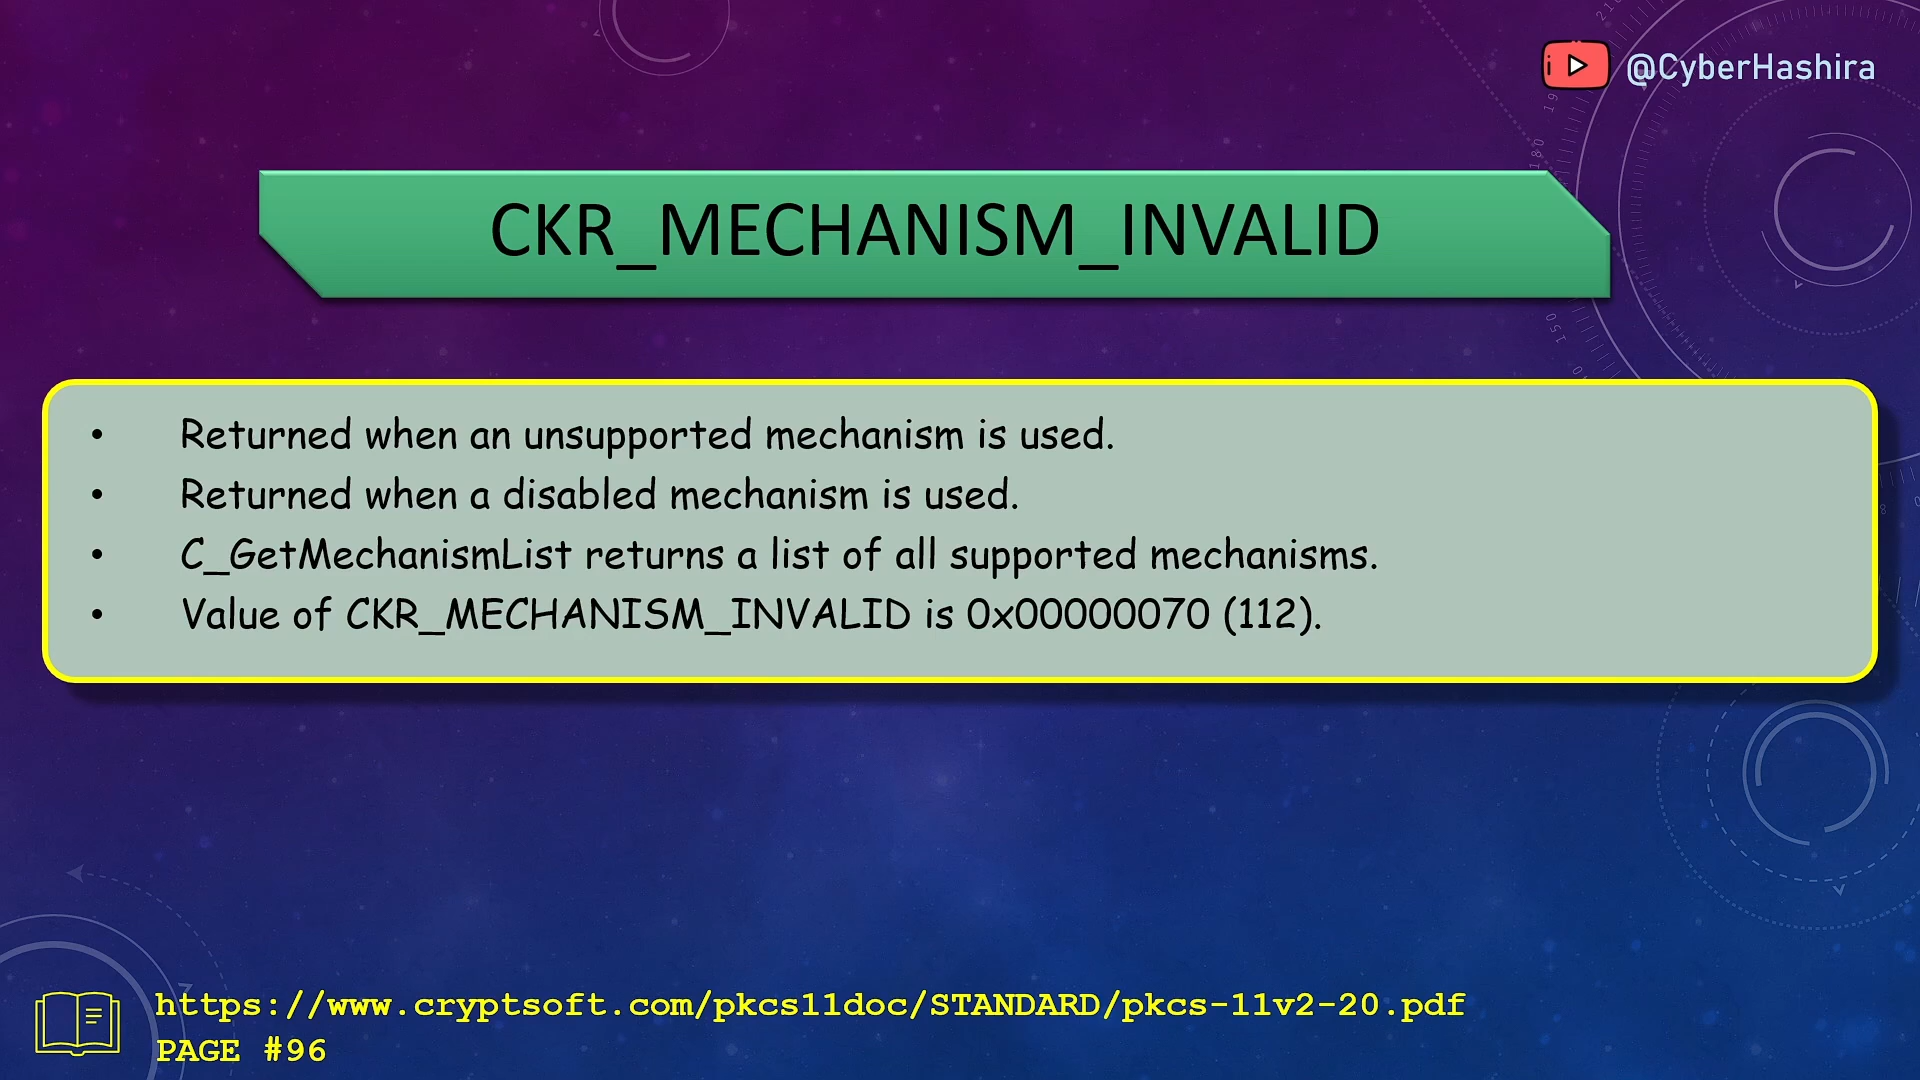 @CyberHashira
CKR_MECHANISM_INVALID
• Returned when an unsupported mechanism is used.
• Returned when a disabled mechanism is used.
• C_GetMechanismList returns a list of all supported mechanisms.
• Value of CKR_MECHANISM_INVALID is 0x00000070 (112).
https://www.cryptsoft.com/pkcs11doc/STANDARD/pkcs-11v2-20.pdf
PAGE #96